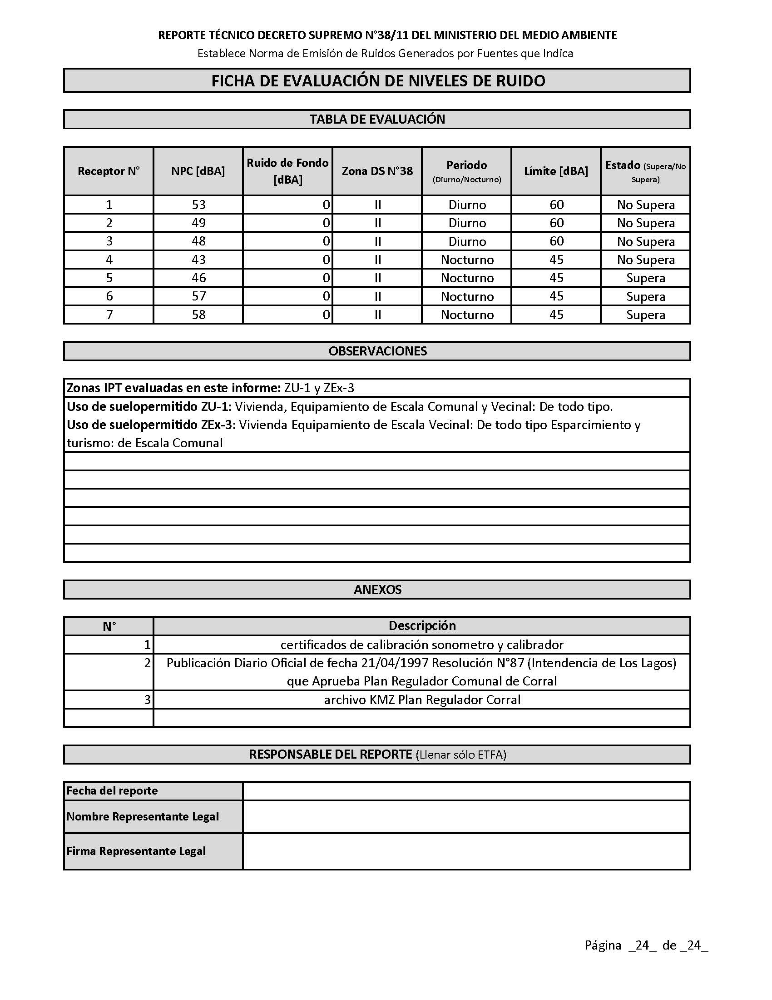 REPORTE TÉCNICO DECRETO SUPREMO N°38/11 DEL MINISTERIO DEL MEDIO AMBIENTE
Establece Norma de Emisión de Ruidos Generados por Fuentes que Indica
FICHA DE EVALUACIÓN DE NIVELES DE RUIDO
TABLA DE EVALUACIÓN
Receptor N° NPC [dBA] Ruido de Fondo [dBA] Zona DS N°38 Periodo (Diurno/Nocturno) Límite [dBA] Estado (Supera/No Supera)
1 53 0 II Diurno 60 No Supera
2 49 0 II Diurno 60 No Supera
3 48 0 II Diurno 60 No Supera
4 43 0 II Nocturno 45 No Supera
5 46 0 II Nocturno 45 Supera
6 57 0 II Nocturno 45 Supera
7 58 0 II Nocturno 45 Supera
OBSERVACIONES
Zonas IPT evaluadas en este informe: ZU-1 y ZEx-3
Uso de suelopermitido ZU-1: Vivienda, Equipamiento de Escala Comunal y Vecinal: De todo tipo.
Uso de suelopermitido ZEx-3: Vivienda Equipamiento de Escala Vecinal: De todo tipo Esparcimiento y
turismo: de Escala Comunal
ANEXOS
N° Descripción
1 certificados de calibración sonometro y calibrador
2 Publicación Diario Oficial de fecha 21/04/1997 Resolución N°87 (Intendencia de Los Lagos)
que Aprueba Plan Regulador Comunal de Corral
3 archivo KMZ Plan Regulador Corral
RESPONSABLE DEL REPORTE (Llenar sólo ETFA)
Fecha del reporte
Nombre Representante Legal
Firma Representante Legal
Página _24_ de _24_